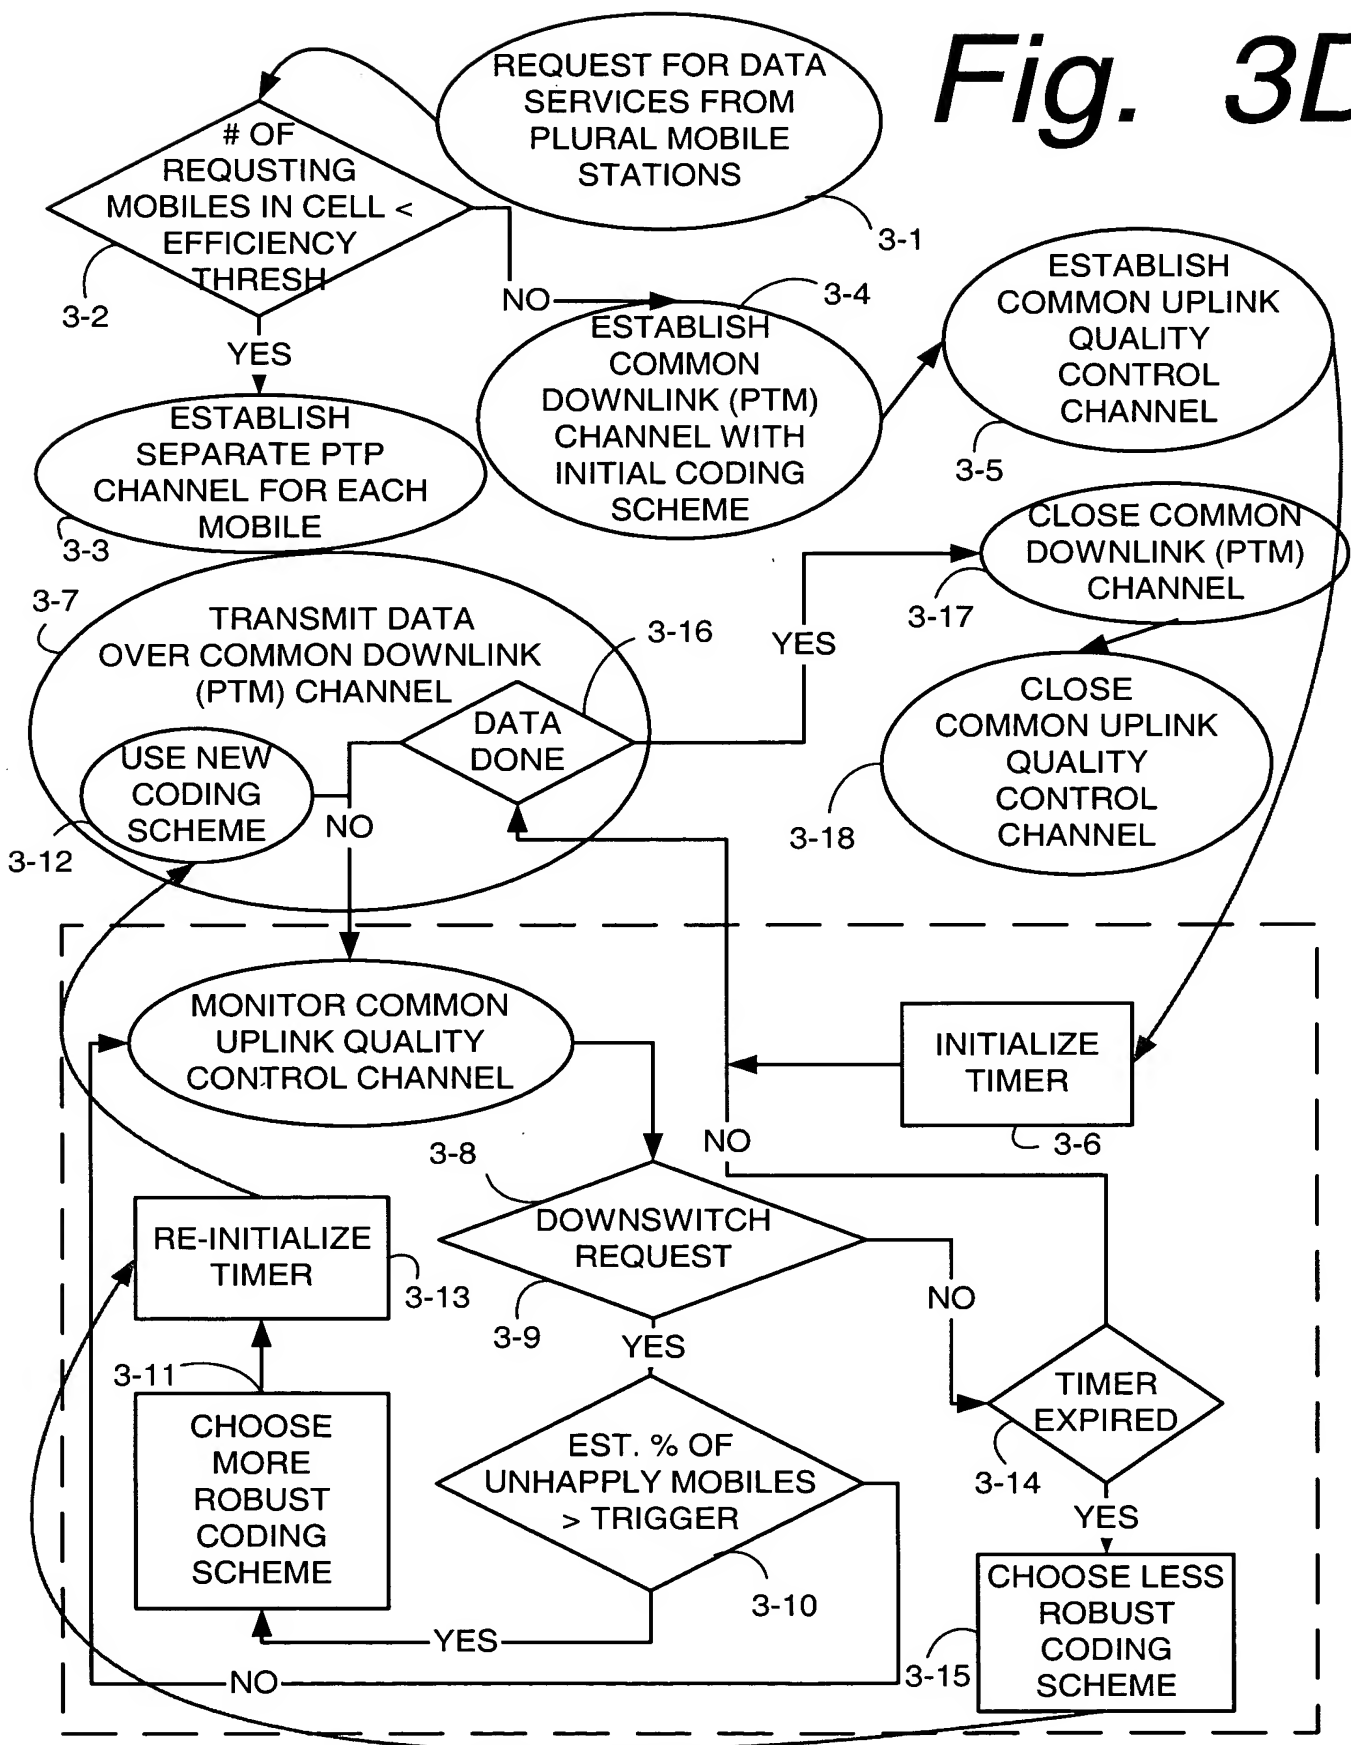 Fig. 3D
REQUEST FOR DATA
SERVICES FROM
PLURAL MOBILE
STATIONS
3-1
# OF
REQUSTING
MOBILES IN CELL <
EFFICIENCY
THRESH
3-2
NO
YES
3-4
ESTABLISH
COMMON
DOWNLINK (PTM)
CHANNEL WITH
INITIAL CODING
SCHEME
ESTABLISH
COMMON UPLINK
QUALITY
CONTROL
CHANNEL
3-5
ESTABLISH
SEPARATE PTP
CHANNEL FOR EACH
MOBILE
3-3
CLOSE COMMON
DOWNLINK (PTM)
CHANNEL
3-17
3-7
TRANSMIT DATA
OVER COMMON DOWNLINK
(PTM) CHANNEL
3-16
YES
DATA
DONE
CLOSE
COMMON UPLINK
QUALITY
CONTROL
CHANNEL
3-18
USE NEW
CODING
SCHEME
3-12
NO
MONITOR COMMON
UPLINK QUALITY
CONTROL CHANNEL
INITIALIZE
TIMER
3-6
NO
3-8
DOWNSWITCH
REQUEST
3-9
NO
YES
RE-INITIALIZE
TIMER
3-13
3-11
CHOOSE
MORE
ROBUST
CODING
SCHEME
EST. % OF
UNHAPPLY MOBILES
> TRIGGER
3-10
YES
NO
TIMER
EXPIRED
3-14
YES
CHOOSE LESS
ROBUST
CODING
SCHEME
3-15